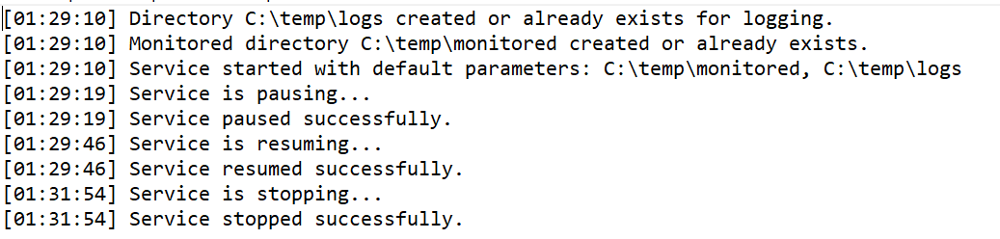 [01:29:10] Directory C:\temp\logs created or already exists for logging.
[01:29:10] Monitored directory C:\temp\monitored created or already exists.
[01:29:10] Service started with default parameters: C:\temp\monitored, C:\temp\logs
[01:29:19] Service is pausing...
[01:29:19] Service paused successfully.
[01:29:46] Service is resuming...
[01:29:46] Service resumed successfully.
[01:31:54] Service is stopping...
[01:31:54] Service stopped successfully.